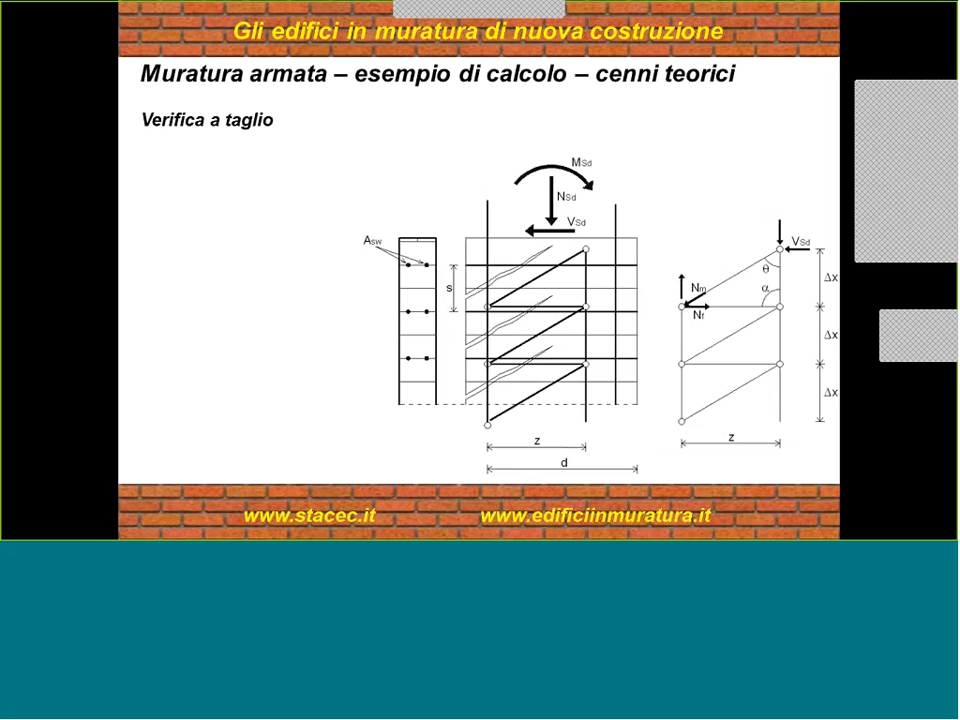 Gli edifici in muratura di nuova costruzione
Muratura armata – esempio di calcolo – cenni teorici
Verifica a taglio
MSd
NSd
VSd
Asw
s
z
d
VSd
θ
α
Nm
Nf
Δx
Δx
Δx
z
www.stacec.it
www.edificiinmuratura.it